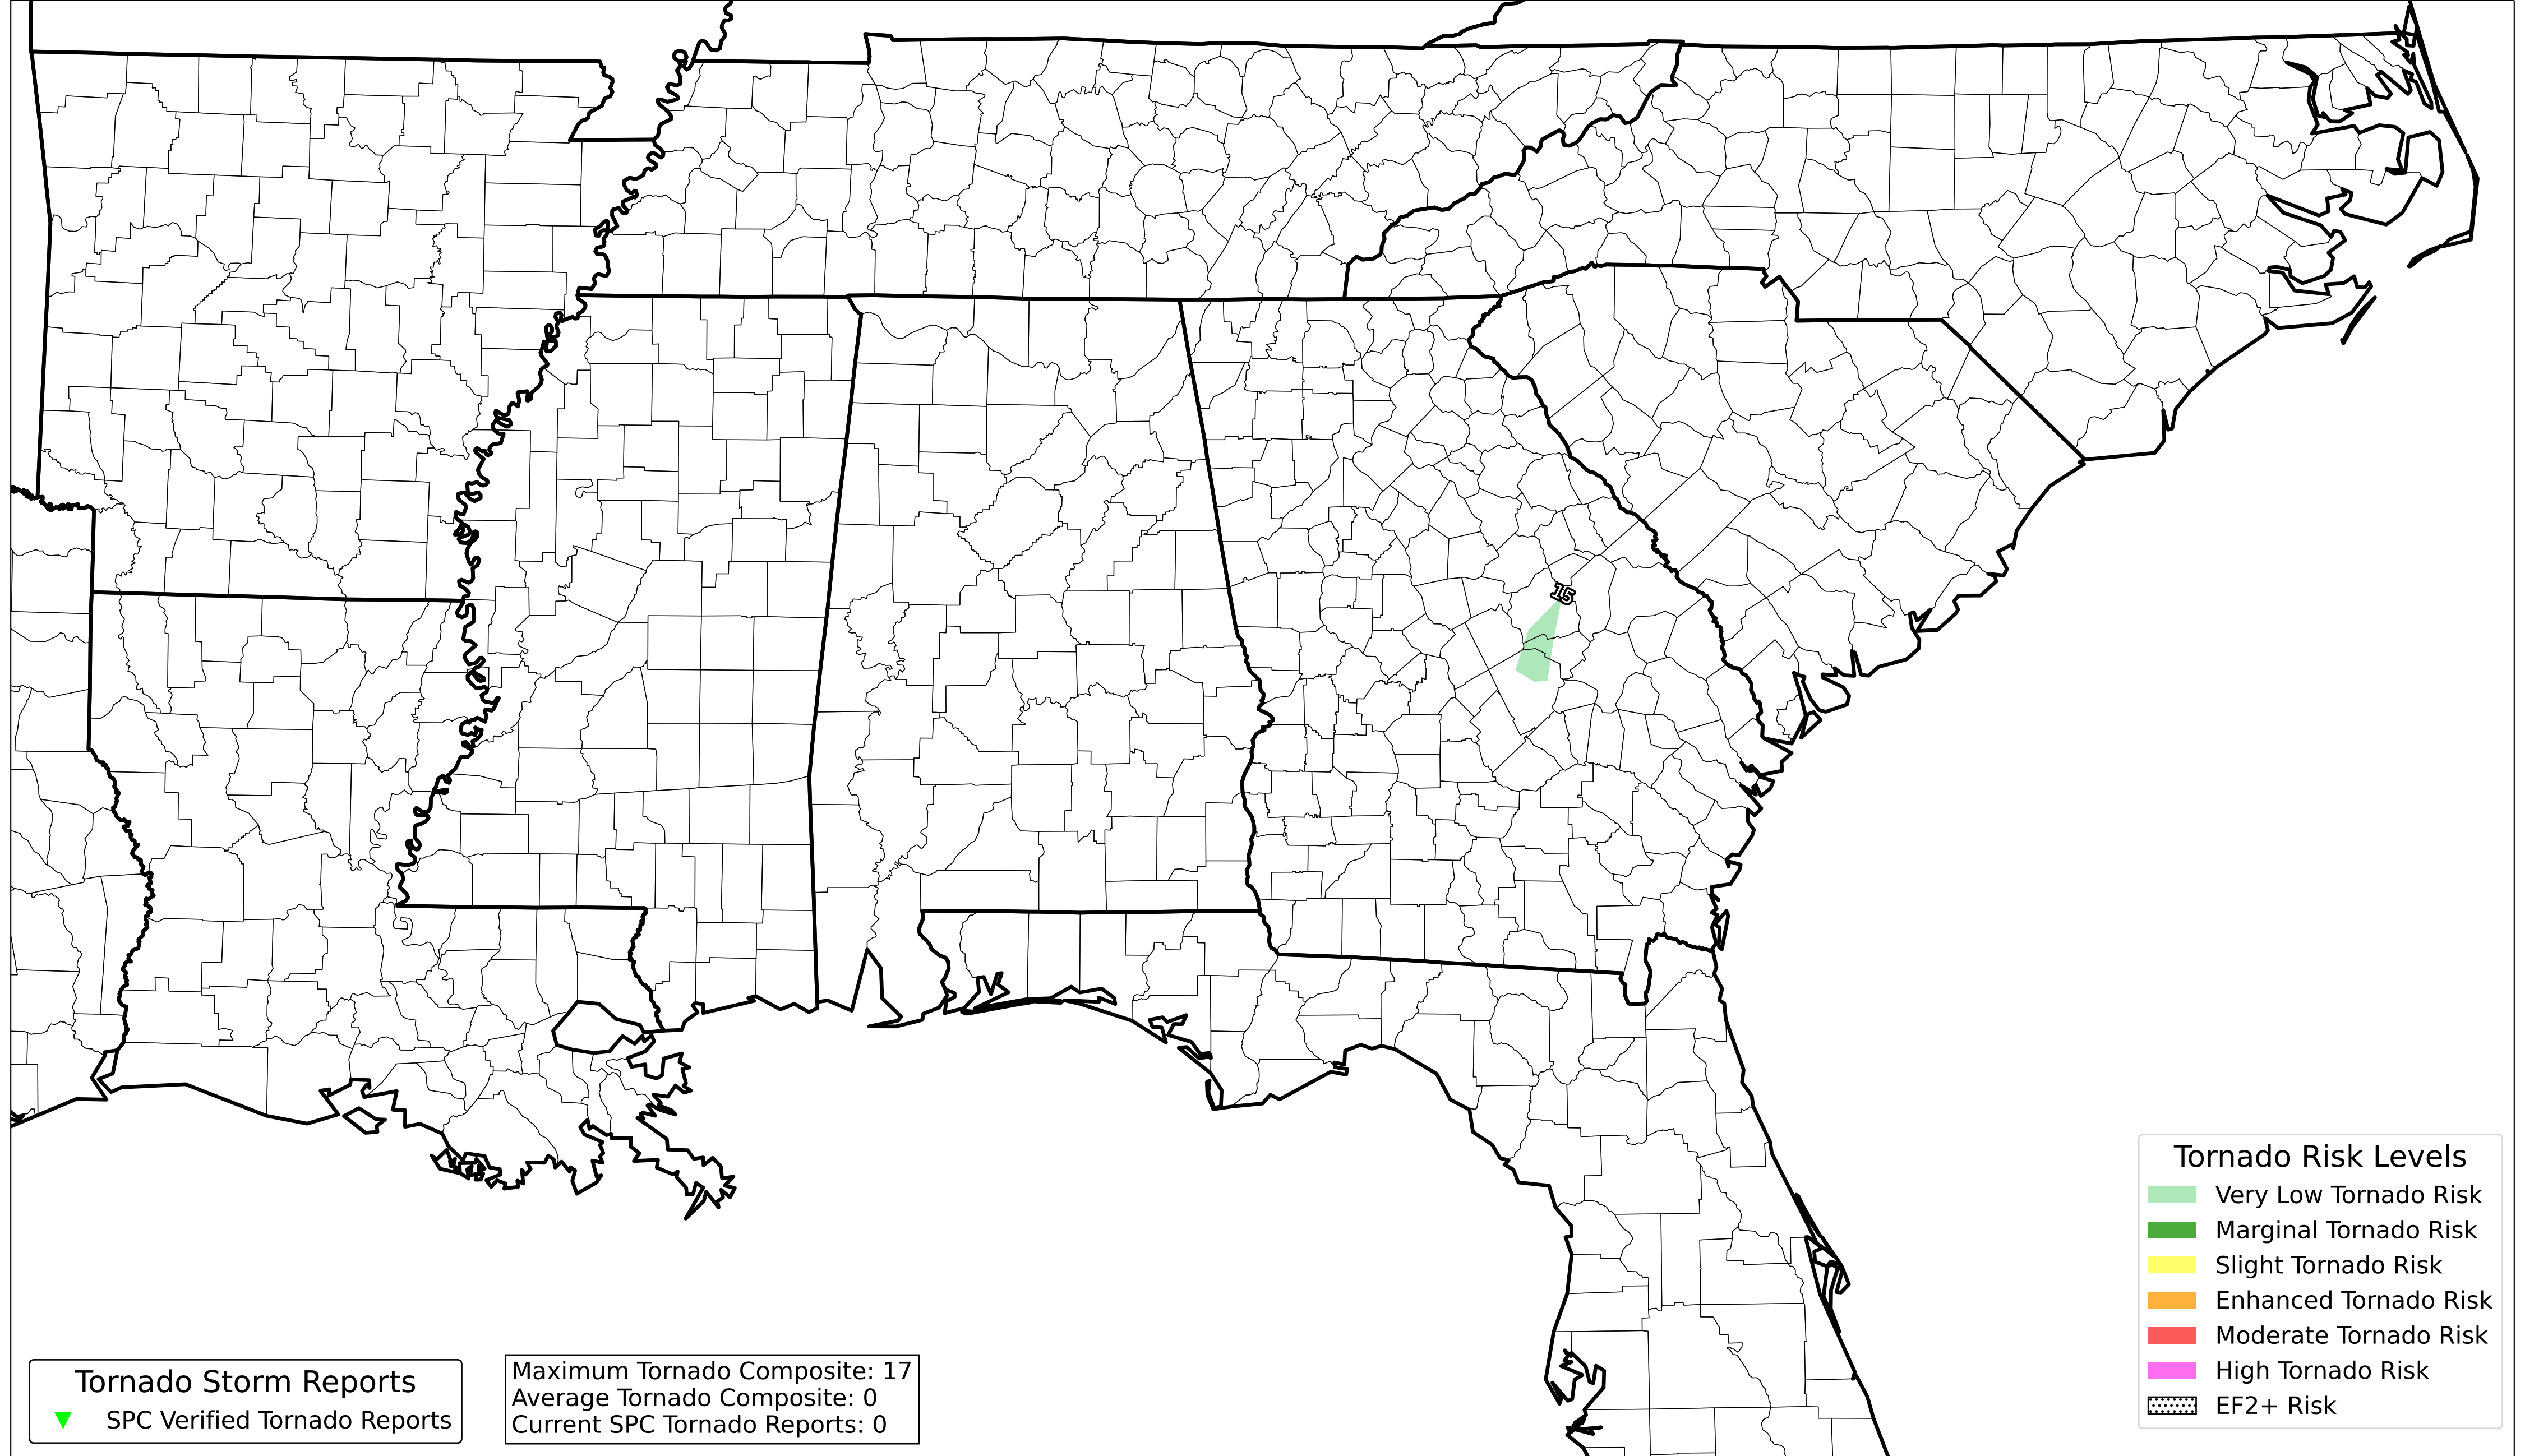 15
Tornado Risk Levels
Very Low Tornado Risk
Marginal Tornado Risk
Slight Tornado Risk
Enhanced Tornado Risk
Moderate Tornado Risk
High Tornado Risk
EF2+ Risk
Tornado Storm Reports
SPC Verified Tornado Reports
Maximum Tornado Composite: 17
Average Tornado Composite: 0
Current SPC Tornado Reports: 0